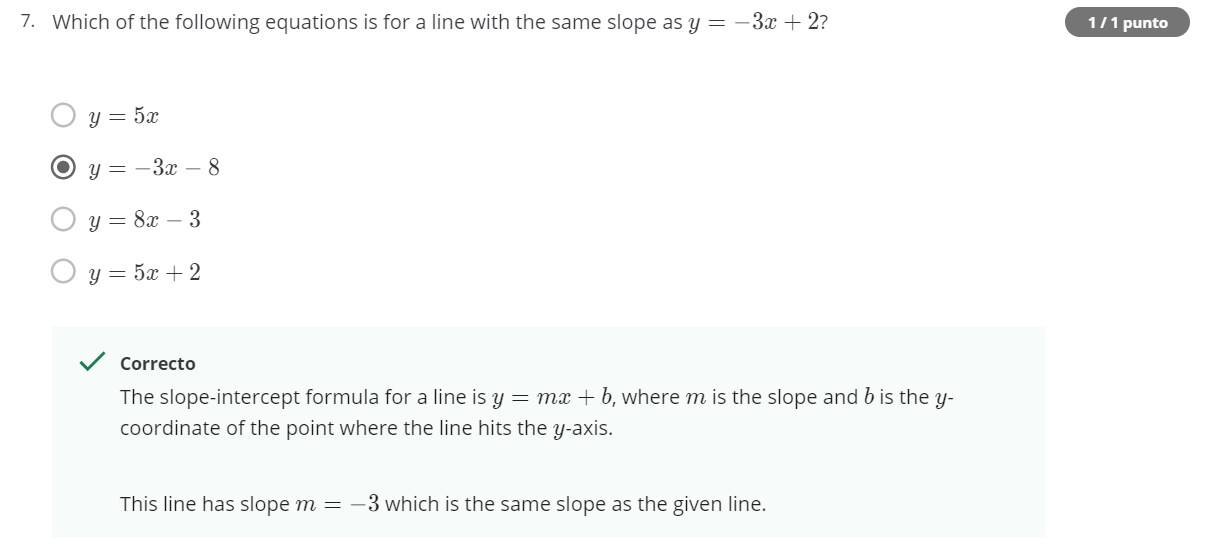 7. Which of the following equations is for a line with the same slope as y = −3x + 2?
1 / 1 punto
y = 5x
y = −3x − 8
y = 8x − 3
y = 5x + 2
Correcto
The slope-intercept formula for a line is y = mx + b, where m is the slope and b is the y-
coordinate of the point where the line hits the y-axis.
This line has slope m = −3 which is the same slope as the given line.